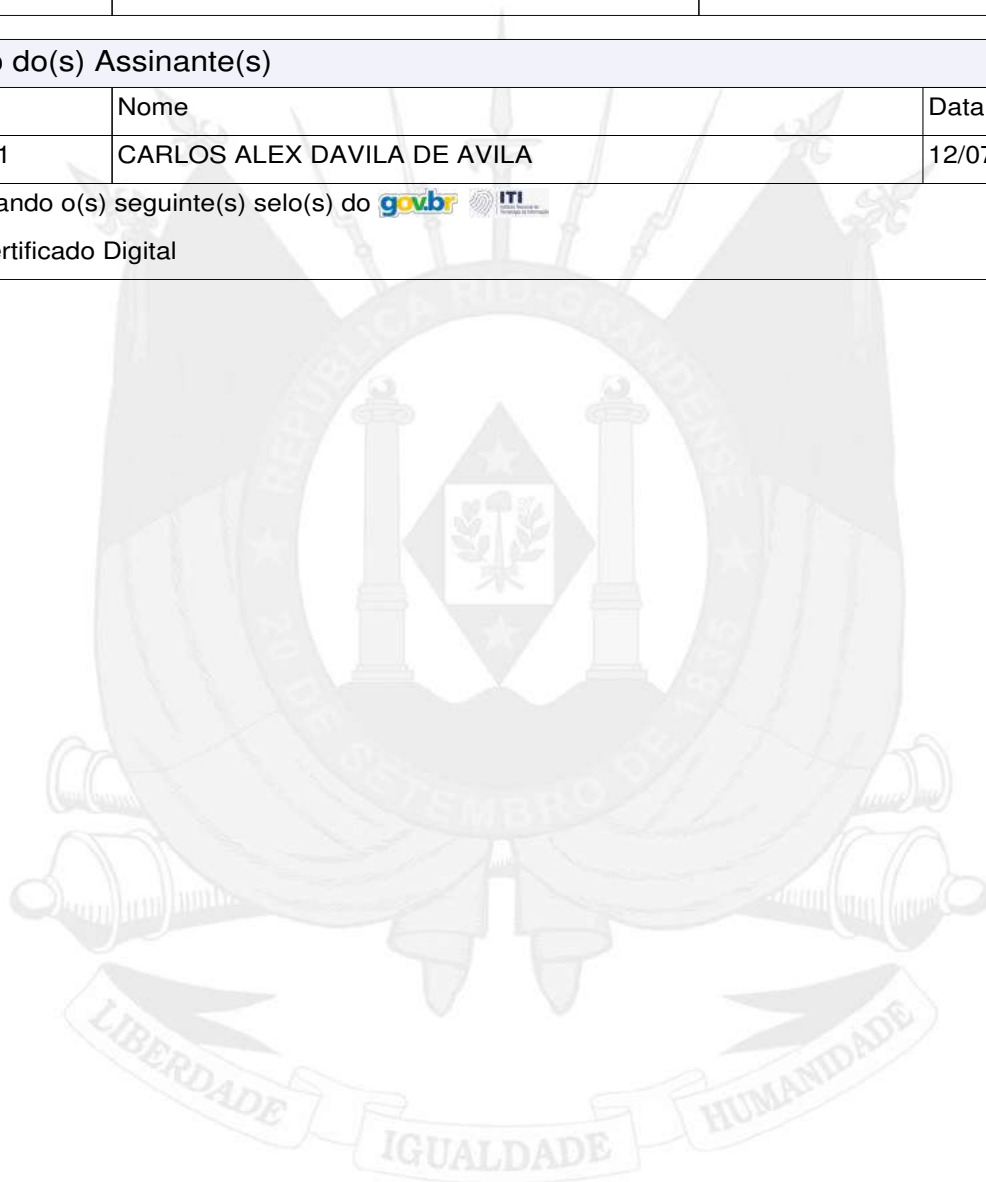 o do(s) Assinante(s)
Nome Data
1 CARLOS ALEX DAVILA DE AVILA 12/07
ando o(s) seguinte(s) selo(s) do gov.br ITI
ertificado Digital
REPÚBLICA RIO-GRANDENSE
20 DE SETEMBRO DE 1835
LIBERDADE IGUALDADE HUMANIDADE